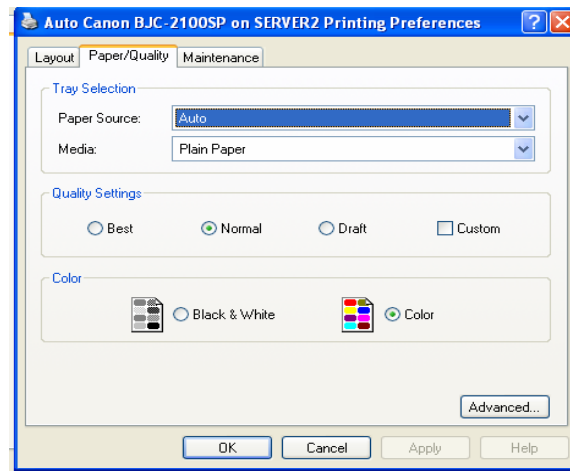 Auto Canon BJC-2100SP on SERVER2 Printing Preferences
Layout Paper/Quality Maintenance
Tray Selection
Paper Source: Auto
Media: Plain Paper
Quality Settings
Best Normal Draft Custom
Color
Black & White Color
Advanced...
OK Cancel Apply Help